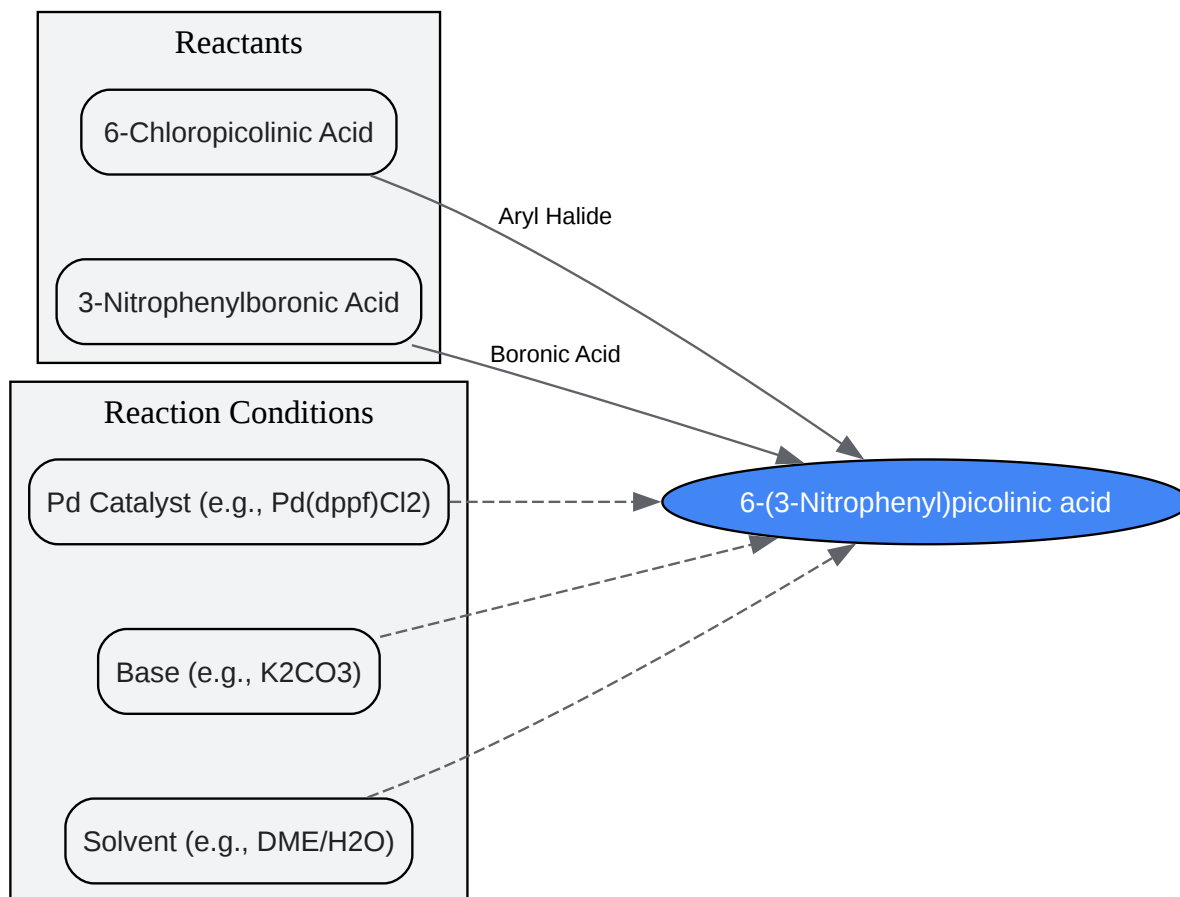 Reactants
6-Chloropicolinic Acid
Aryl Halide
3-Nitrophenylboronic Acid
Boronic Acid
Reaction Conditions
Pd Catalyst (e.g., Pd(dppf)Cl2)
6-(3-Nitrophenyl)picolinic acid
Base (e.g., K2CO3)
Solvent (e.g., DME/H2O)